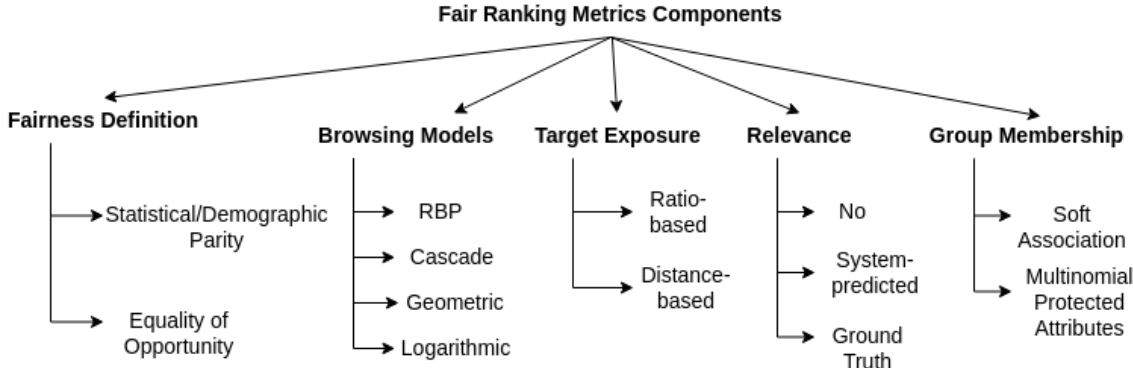 Fair Ranking Metrics Components
Fairness Definition
Statistical/Demographic
Parity
Equality of
Opportunity
Browsing Models
RBP
Cascade
Geometric
Logarithmic
Target Exposure
Ratio-
based
Distance-
based
Relevance
No
System-
predicted
Ground
Truth
Group Membership
Soft
Association
Multinomial
Protected
Attributes